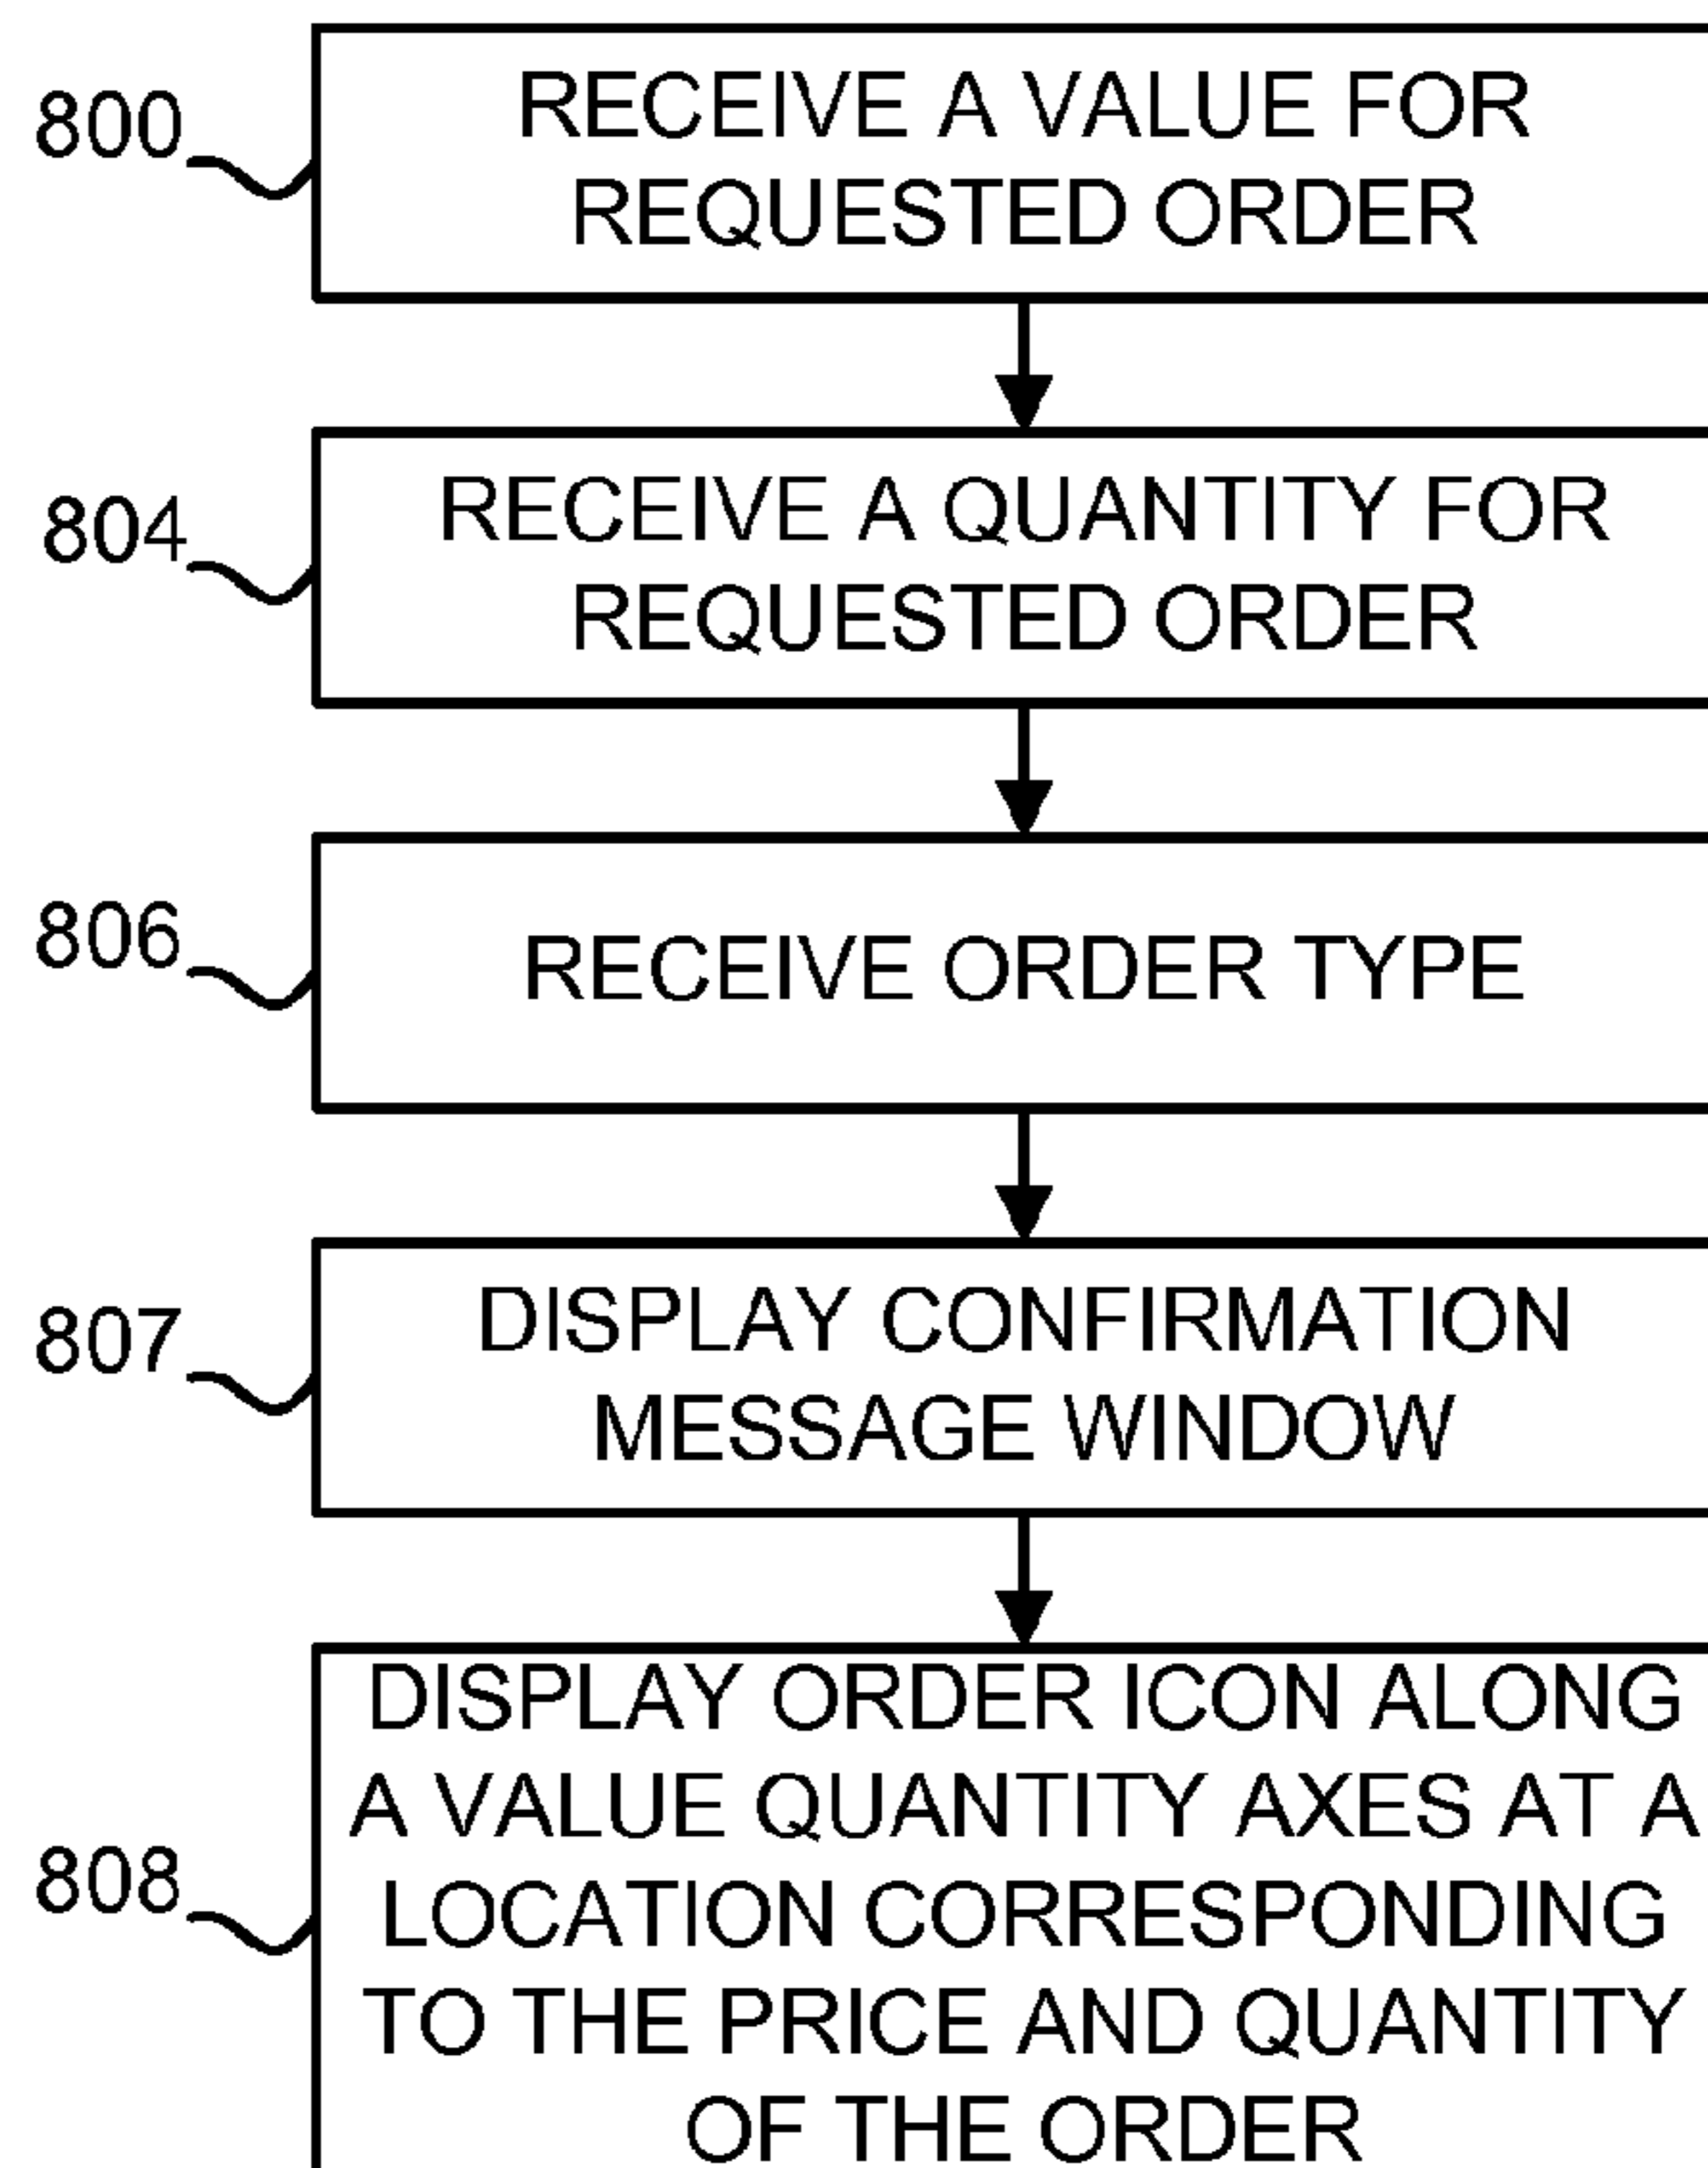 800
RECEIVE A VALUE FOR
REQUESTED ORDER
804
RECEIVE A QUANTITY FOR
REQUESTED ORDER
806
RECEIVE ORDER TYPE
807
DISPLAY CONFIRMATION
MESSAGE WINDOW
808
DISPLAY ORDER ICON ALONG
A VALUE QUANTITY AXES AT A
LOCATION CORRESPONDING
TO THE PRICE AND QUANTITY
OF THE ORDER